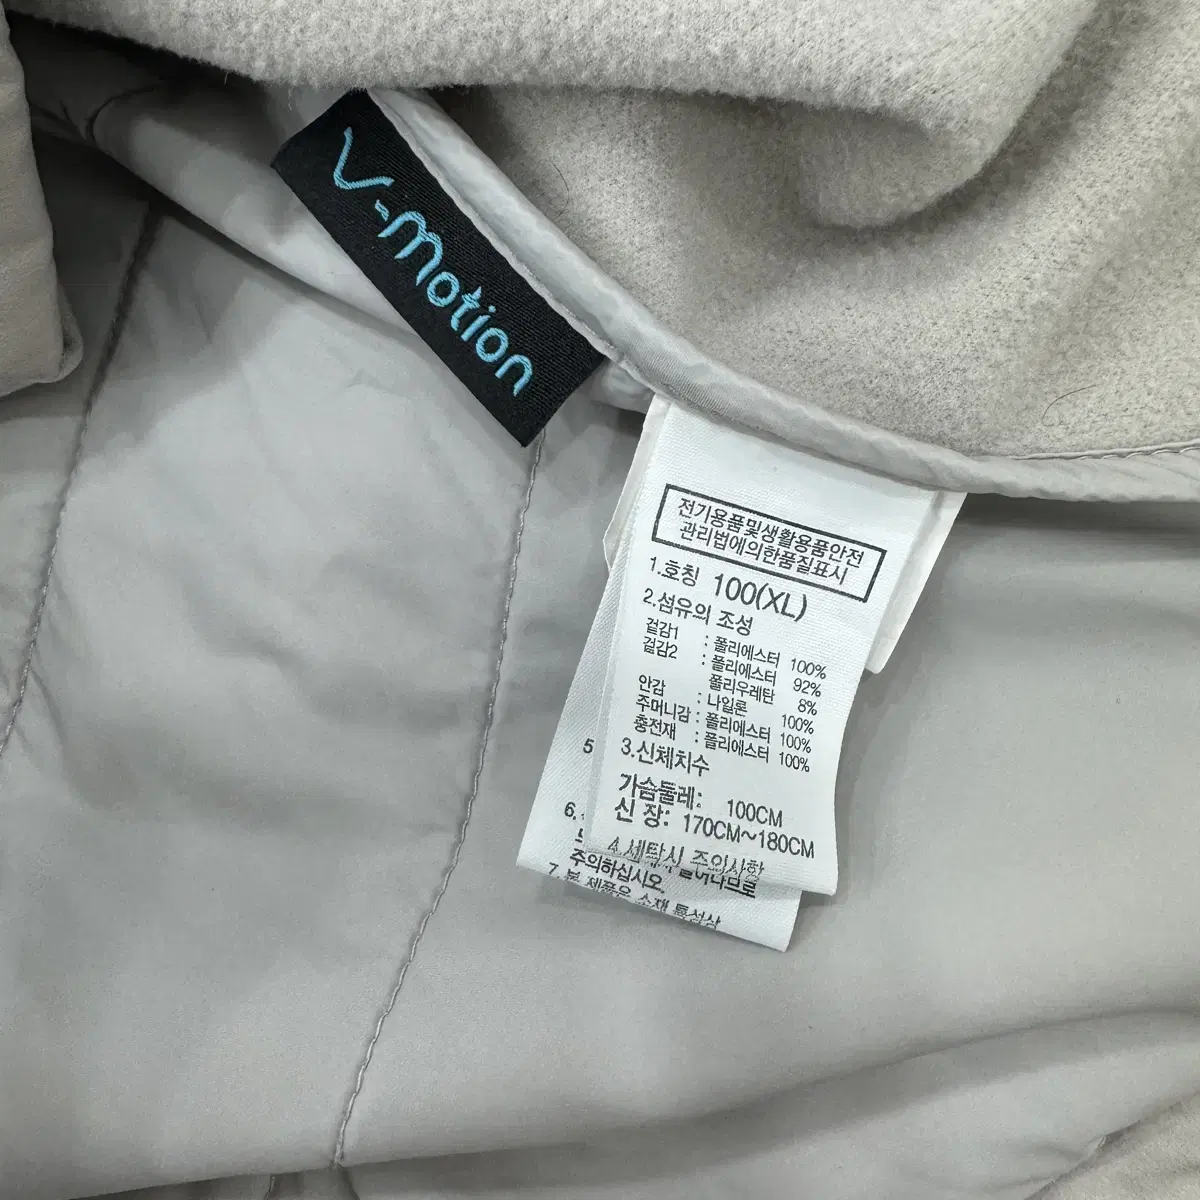 V-Motion
전기용품및생활용품안전
관리법에의한품질표시
1.호칭 100(XL)
2.섬유의 조성
겉감1 : 폴리에스터 100%
겉감2 : 폴리에스터 92%
폴리우레탄 8%
안감 : 나일론 100%
주머니감 : 폴리에스터 100%
충전재 : 폴리에스터 100%
3.신체치수
가슴둘레: 100CM
신 장: 170CM~180CM
4.세탁시 주의사항
5
6.
주의하십시오.
7. 본 제품은 소재 특성상